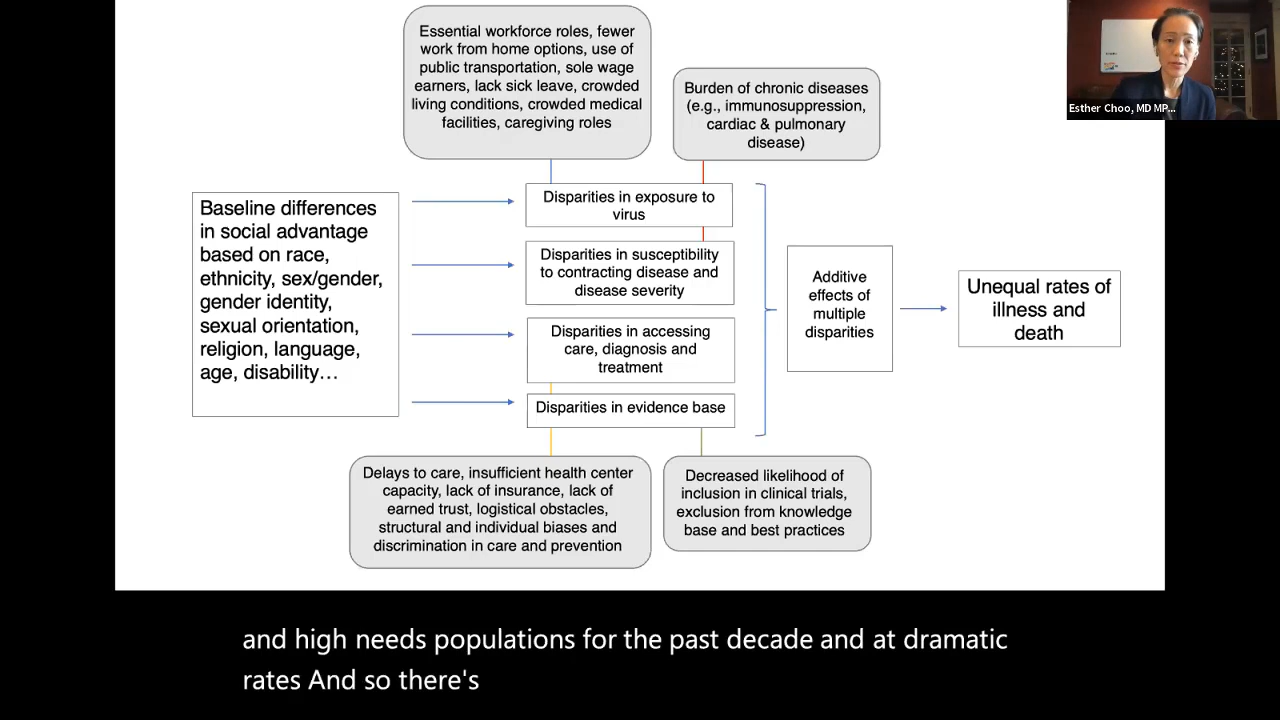 Essential workforce roles, fewer
work from home options, use of
public transportation, sole wage
earners, lack sick leave, crowded
living conditions, crowded medical
facilities, caregiving roles
Burden of chronic diseases
(e.g., immunosuppression,
cardiac & pulmonary
disease)
Esther Choo, MD MP...
Baseline differences
in social advantage
based on race,
ethnicity, sex/gender,
gender identity,
sexual orientation,
religion, language,
age, disability…
Disparities in exposure to
virus
Disparities in susceptibility
to contracting disease and
disease severity
Disparities in accessing
care, diagnosis and
treatment
Disparities in evidence base
Additive
effects of
multiple
disparities
Unequal rates of
illness and
death
Delays to care, insufficient health center
capacity, lack of insurance, lack of
earned trust, logistical obstacles,
structural and individual biases and
discrimination in care and prevention
Decreased likelihood of
inclusion in clinical trials,
exclusion from knowledge
base and best practices
and high needs populations for the past decade and at dramatic
rates And so there's